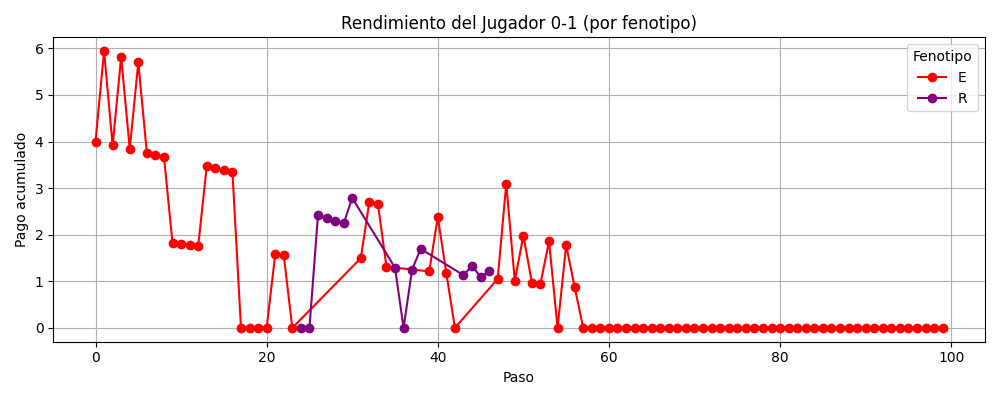 Rendimiento del Jugador 0-1 (por fenotipo)
Pago acumulado
6
5
4
3
2
1
0
Fenotipo
E
R
0
20
40
60
80
100
Paso